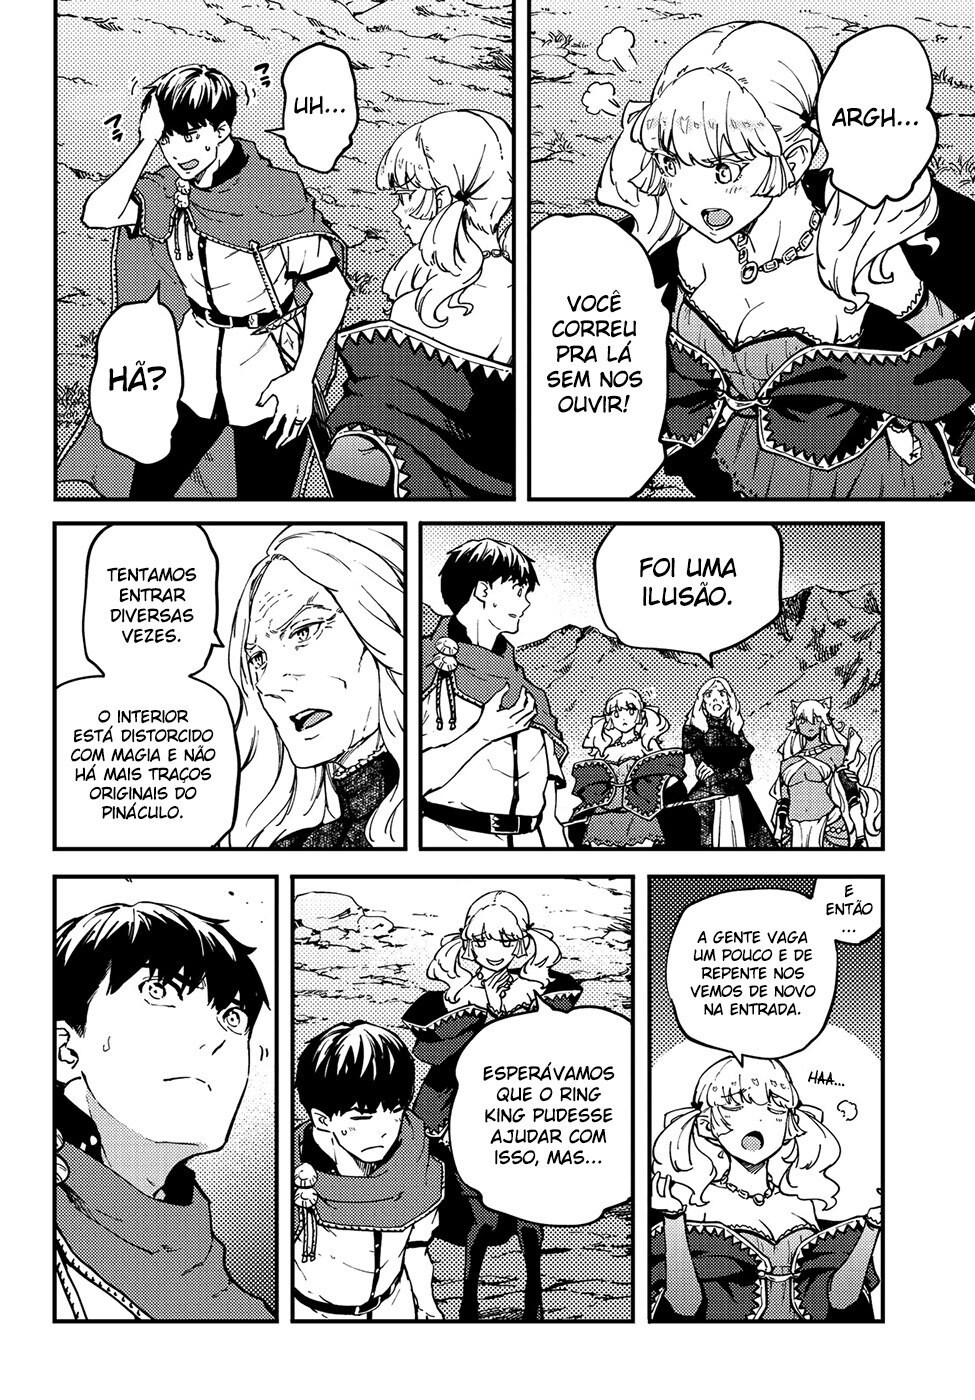 ARGH...
VOCÊ
CORREU
PRA LÁ
SEM NOS
OUVIR!
UH...
HÃ?
FOI UMA
ILUSÃO.
TENTAMOS
ENTRAR
DIVERSAS
VEZES.
O INTERIOR
ESTÁ DISTORCIDO
COM MAGIA E NÃO
HÁ MAIS TRAÇOS
ORIGINAIS DO
PINÁCULO.
E
ENTÃO
...
A GENTE VAGA
UM POUCO E DE
REPENTE NOS
VEMOS DE NOVO
NA ENTRADA.
HAA...
ESPERÁVAMOS
QUE O RING
KING PUDESSE
AJUDAR COM
ISSO, MAS...